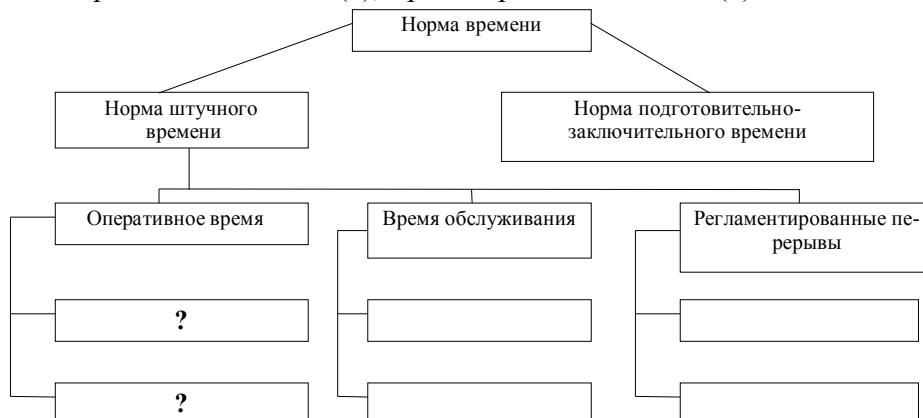 Норма времени
Норма штучного
времени
Норма подготовительно-
заключительного времени
Оперативное время
Время обслуживания
Регламентированные пе-
рерывы
?
?